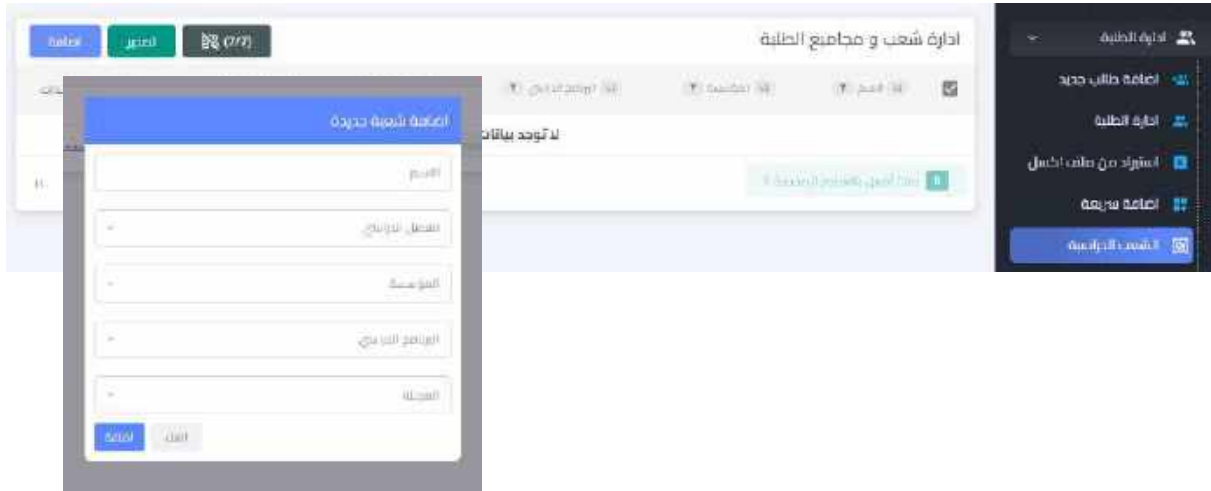 ادارة الطلبة
اضافة طالب جديد
ادارة الطلبة
استيراد من ملف اكسل
اضافة سريعة
الشعب الدراسية
ادارة شعب و مجاميع الطلبة
(7/7)
تصدير
اضافة
الاسم
المؤسسة
البرنامج الدراسي
لا توجد بيانات
اضافة شعبة جديدة
الاسم
الفصل الدراسي
المؤسسة
البرنامج الدراسي
المرحلة
الغاء
اضافة